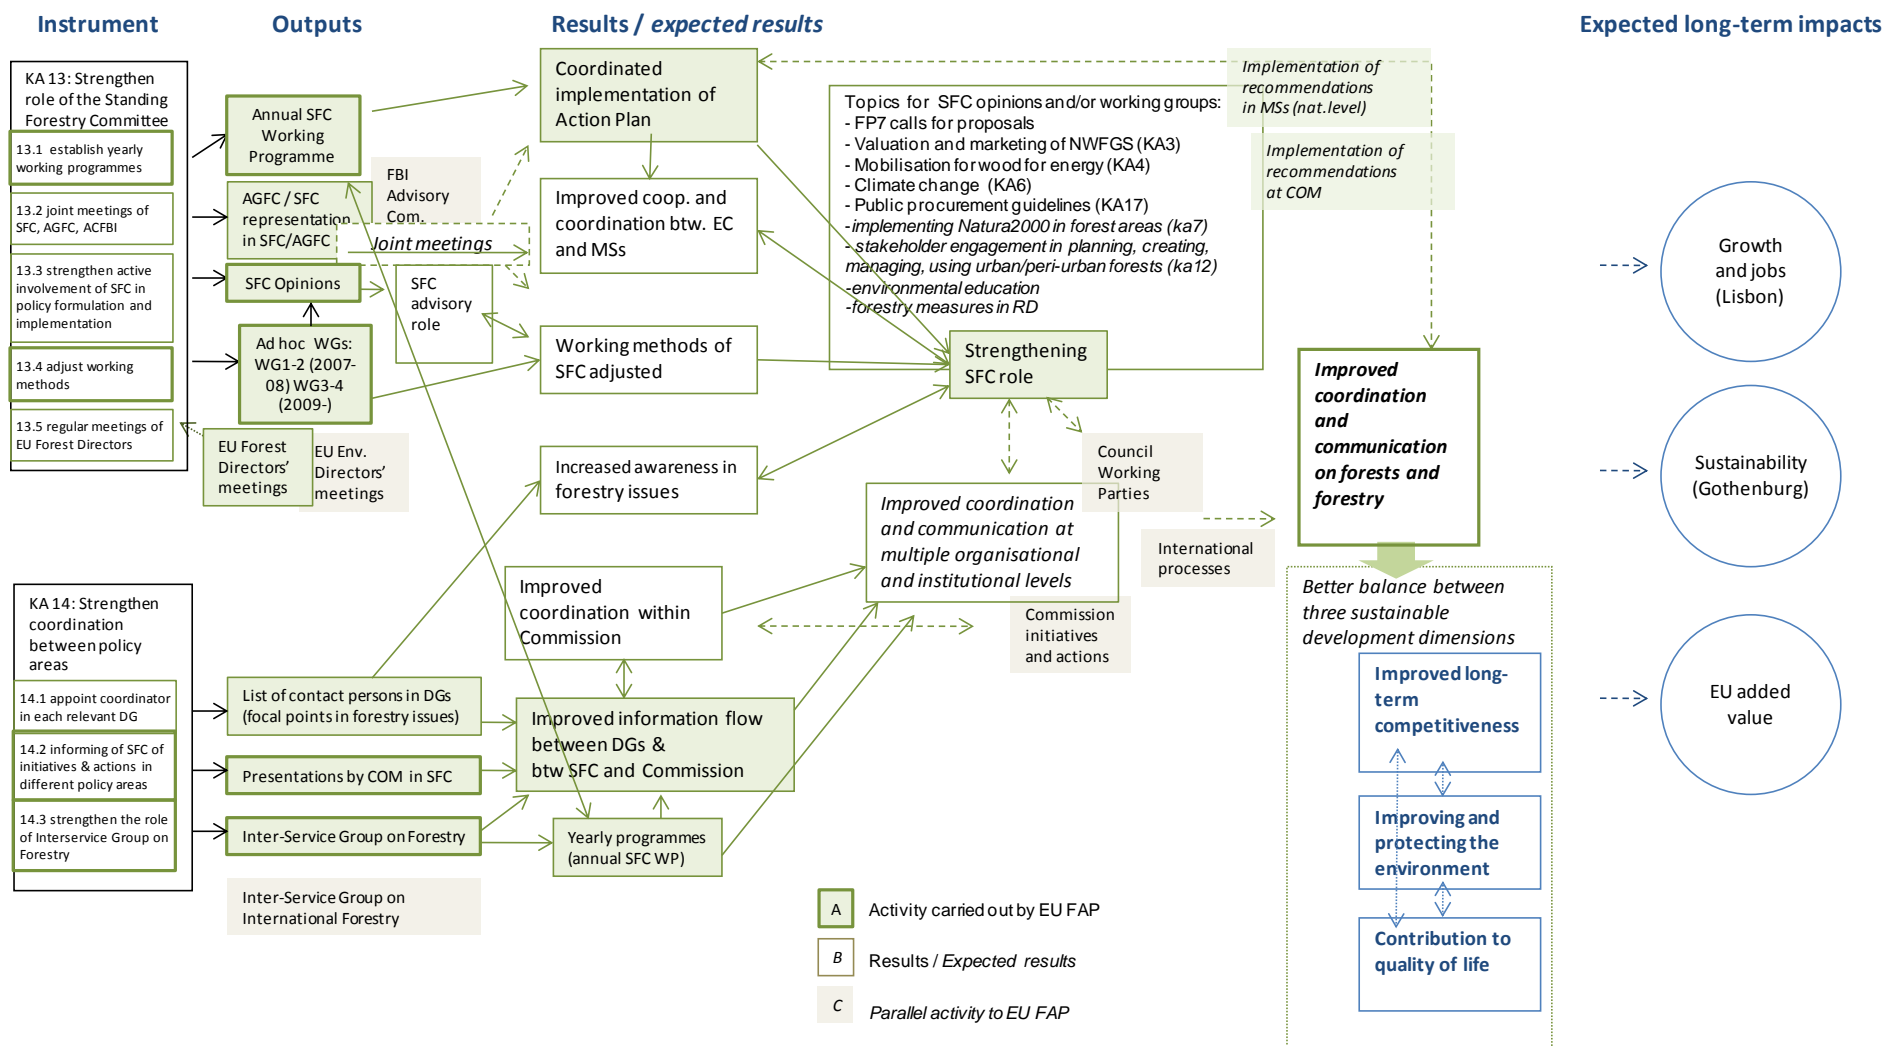 Instrument
Outputs
Results / expected results
Expected long-term impacts
KA 13: Strengthen
role of the Standing
Forestry Committee
13.1 establish yearly
working programmes
13.2 joint meetings of
SFC, AGFC, ACFBI
13.3 strengthen active
involvement of SFC in
policy formulation and
implementation
13.4 adjust working
methods
13.5 regular meetings of
EU Forest Directors
Annual SFC
Working
Programme
AGFC / SFC
representation
in SFC/AGFC
SFC Opinions
Ad hoc WGs:
WG1-2 (2007-
08) WG3-4
(2009-)
EU Forest
Directors'
meetings
EU Env.
Directors'
meetings
FBI
Advisory
Com.
Joint meetings
SFC
advisory
role
Coordinated
implementation of
Action Plan
Improved coop. and
coordination btw. EC
and MSs
Working methods of
SFC adjusted
Increased awareness in
forestry issues
Topics for SFC opinions and/or working groups:
- FP7 calls for proposals
- Valuation and marketing of NWFGS (KA3)
- Mobilisation for wood for energy (KA4)
- Climate change (KA6)
- Public procurement guidelines (KA17)
-implementing Natura2000 in forest areas (ka7)
- stakeholder engagement in planning, creating,
managing, using urban/peri-urban forests (ka12)
-environmental education
-forestry measures in RD
Implementation of
recommendations
in MSs (nat.level)
Implementation of
recommendations
at COM
Strengthening
SFC role
Council
Working
Parties
Improved coordination
and communication at
multiple organisational
and institutional levels
International
processes
Commission
initiatives
and actions
Improved
coordination
and
communication
on forests and
forestry
Better balance between
three sustainable
development dimensions
Improved long-
term
competitiveness
Improving and
protecting the
environment
Contribution to
quality of life
Growth
and jobs
(Lisbon)
Sustainability
(Gothenburg)
EU added
value
KA 14: Strengthen
coordination
between policy
areas
14.1 appoint coordinator
in each relevant DG
14.2 informing of SFC of
initiatives & actions in
different policy areas
14.3 strengthen the role
of Interservice Group on
Forestry
List of contact persons in DGs
(focal points in forestry issues)
Presentations by COM in SFC
Inter-Service Group on Forestry
Inter-Service Group on
International Forestry
Improved
coordination within
Commission
Improved information flow
between DGs &
btw SFC and Commission
Yearly programmes
(annual SFC WP)
A
Activity carried out by EU FAP
B
Results / Expected results
C
Parallel activity to EU FAP